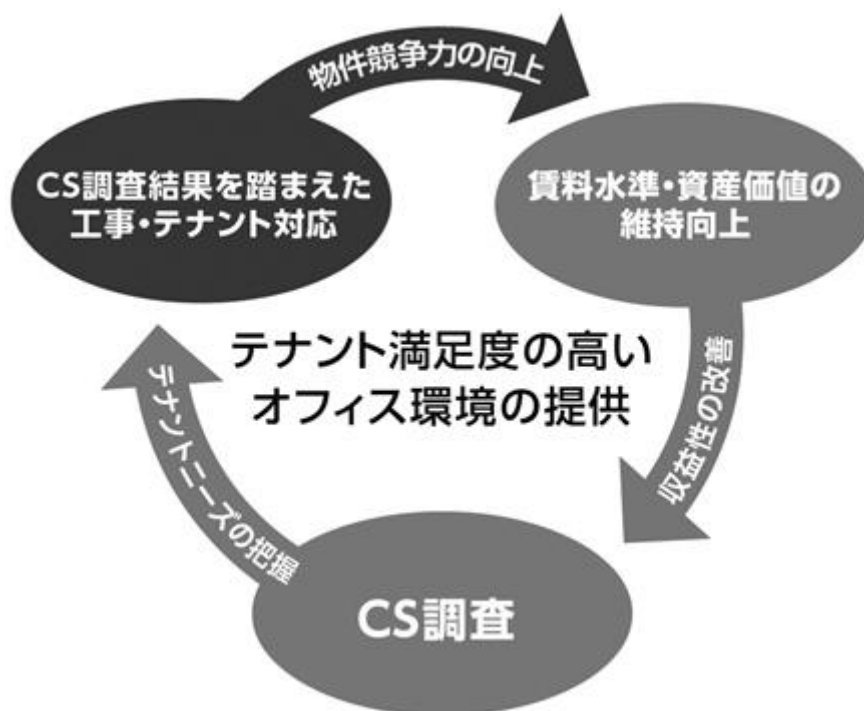 物件競争力の向上
CS調査結果を踏まえた
工事・テナント対応
賃料水準・資産価値の
維持向上
テナント満足度の高い
オフィス環境の提供
収益性の改善
テナントニーズの把握
CS調査